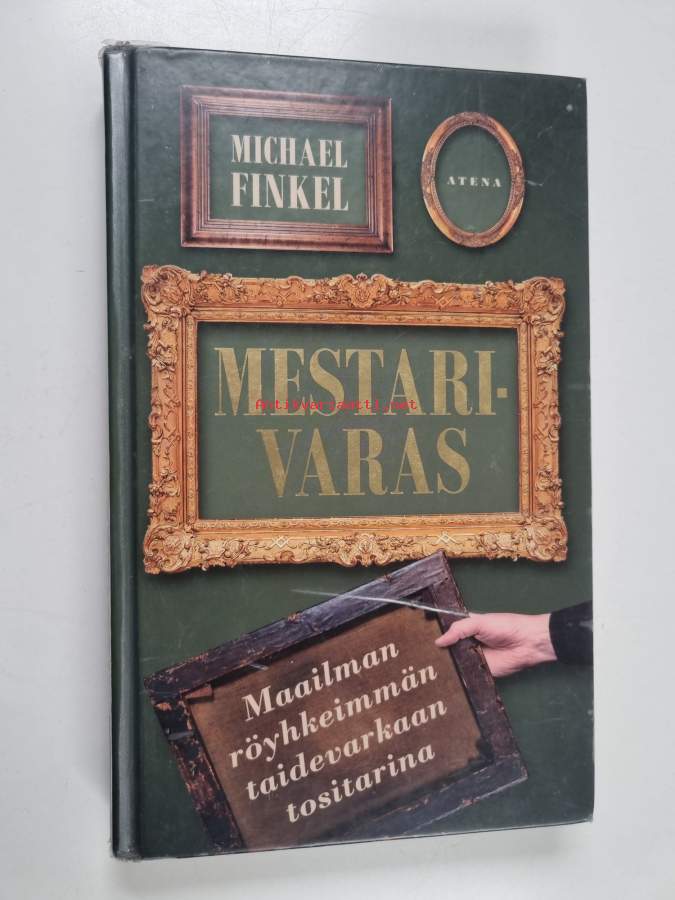 MICHAEL
FINKEL
ATENA
MESTARI-
Antikvariaatti.net
VARAS
Maailman
röyhkeimmän
taidevarkaan
tositarina